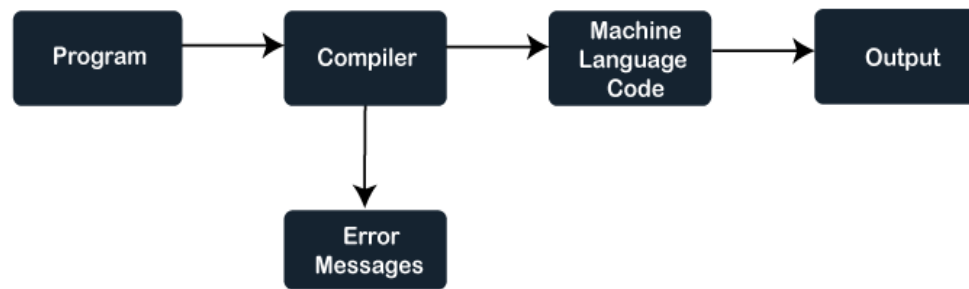 Program
Compiler
Machine
Language
Code
Output
Error
Messages